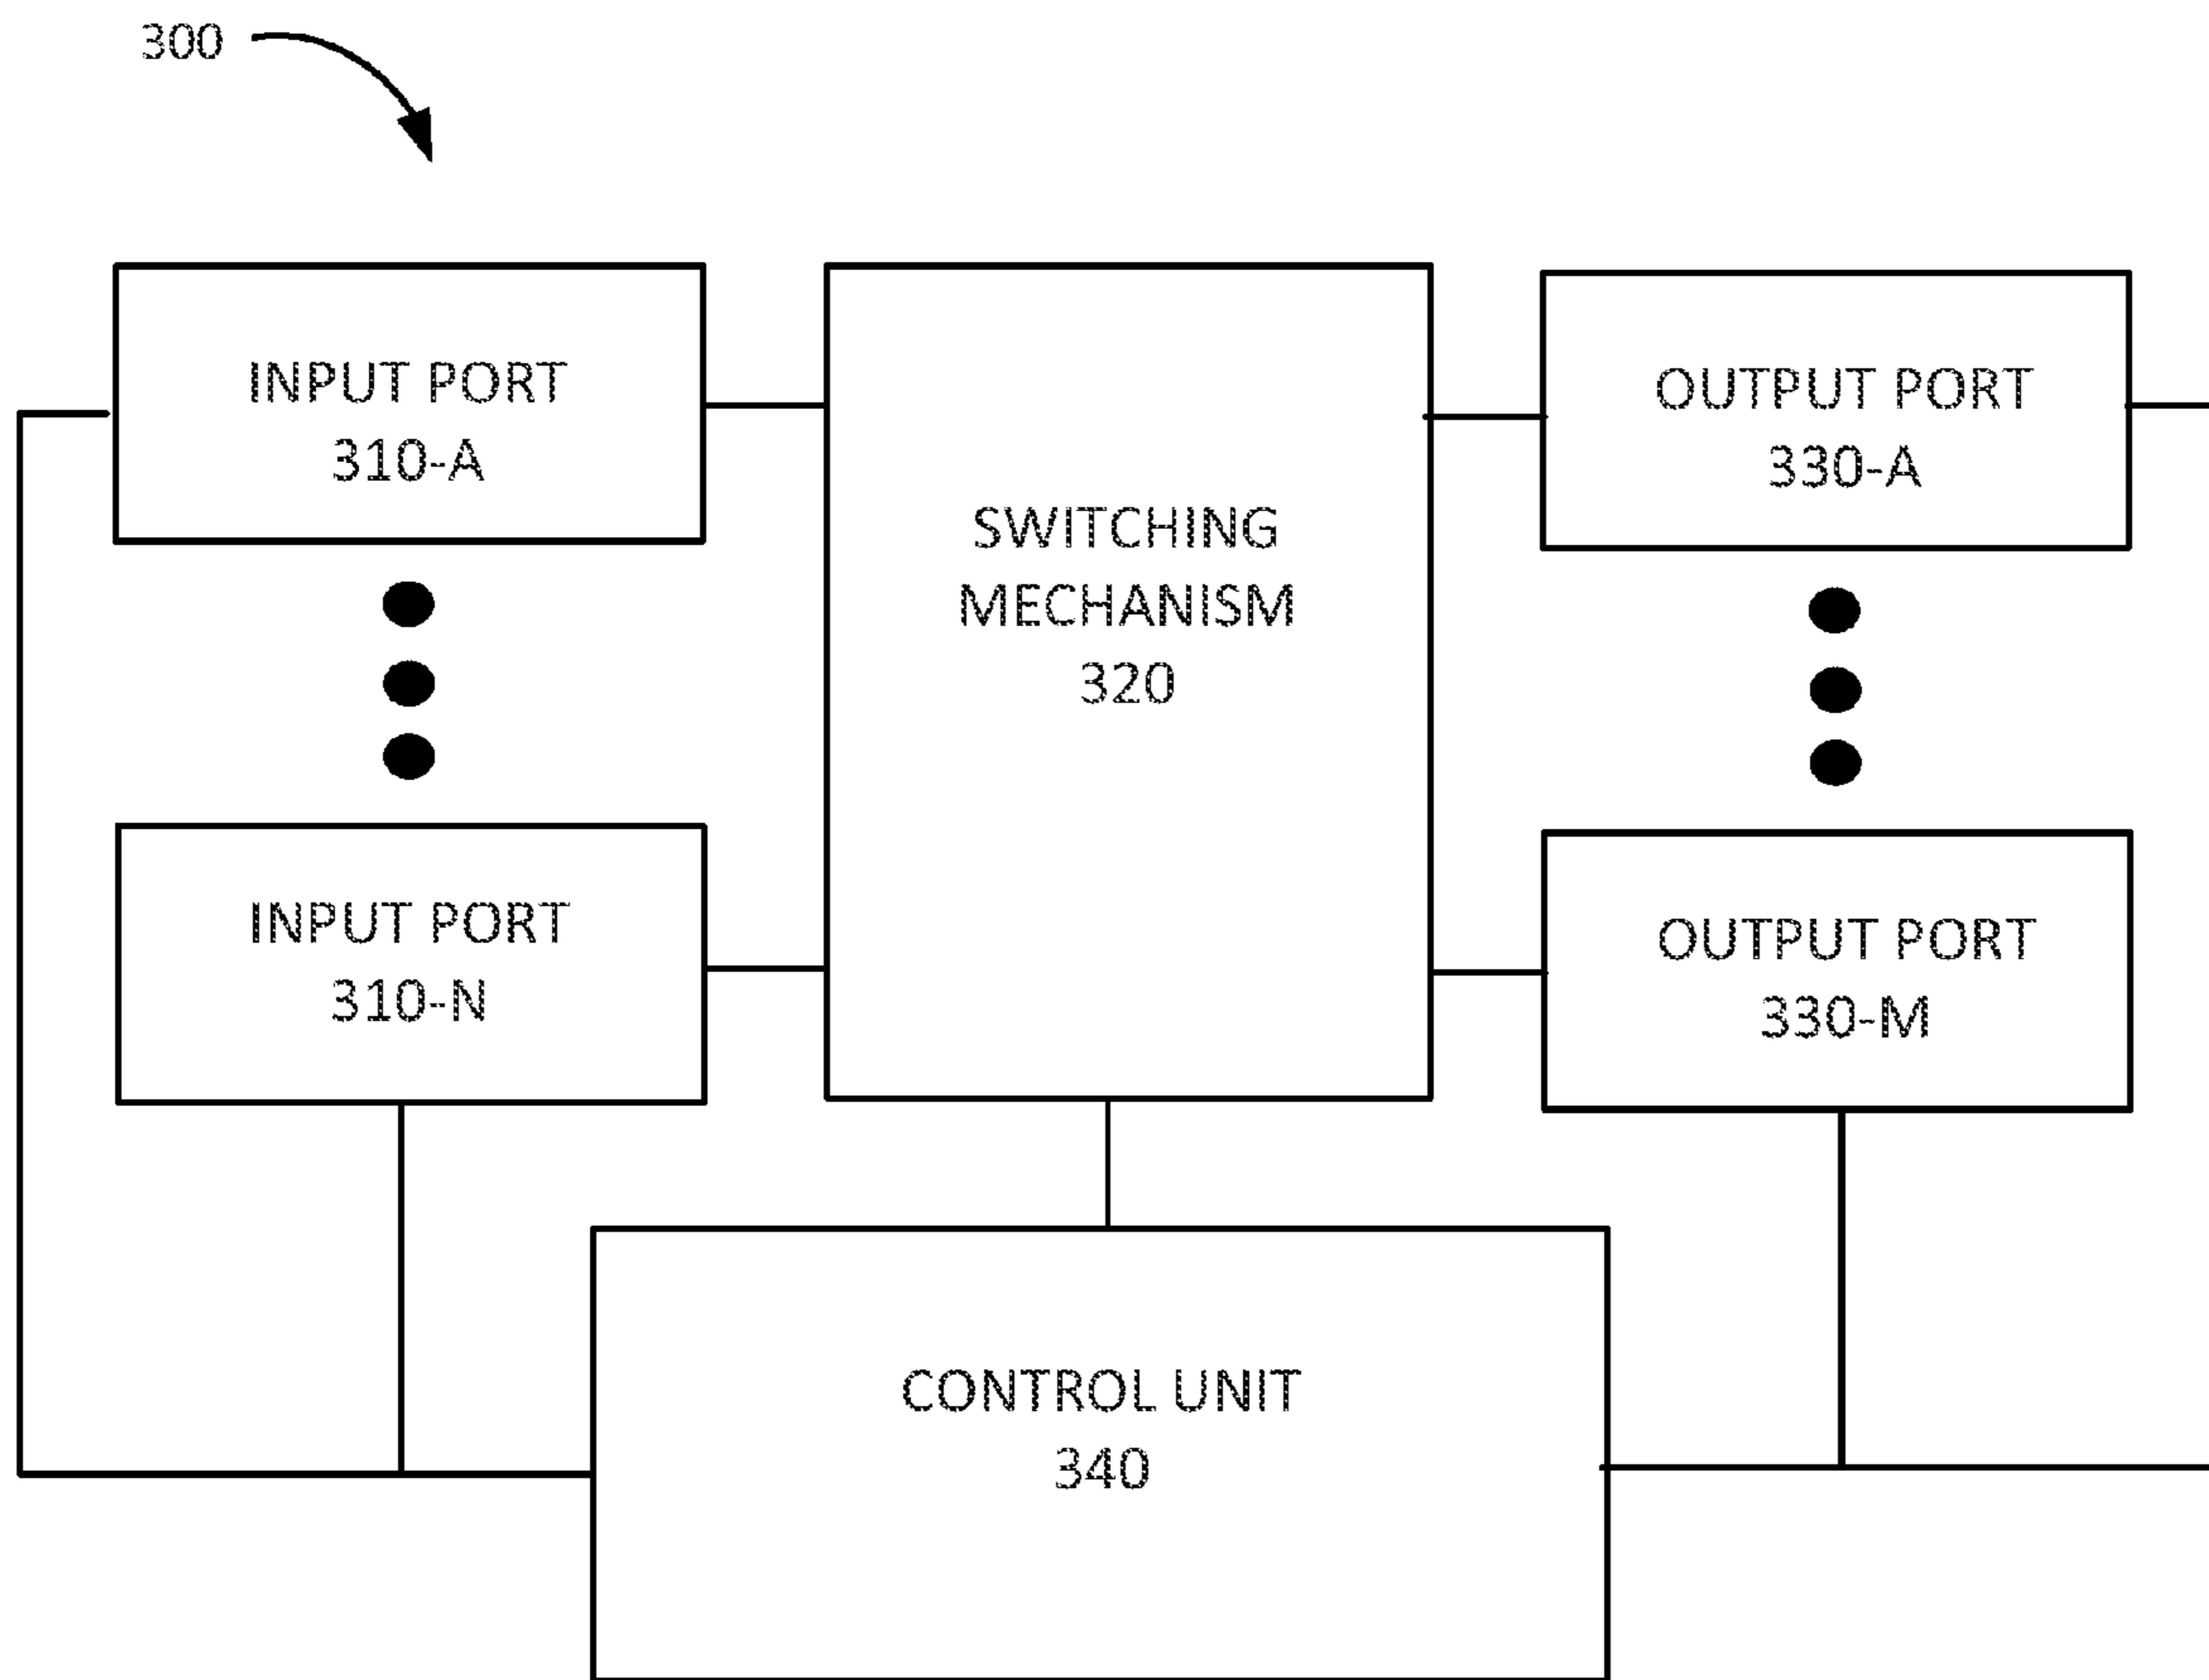 300
INPUT PORT
310-A
SWITCHING
MECHANISM
320
OUTPUT PORT
330-A
INPUT PORT
310-N
OUTPUT PORT
330-M
CONTROL UNIT
340